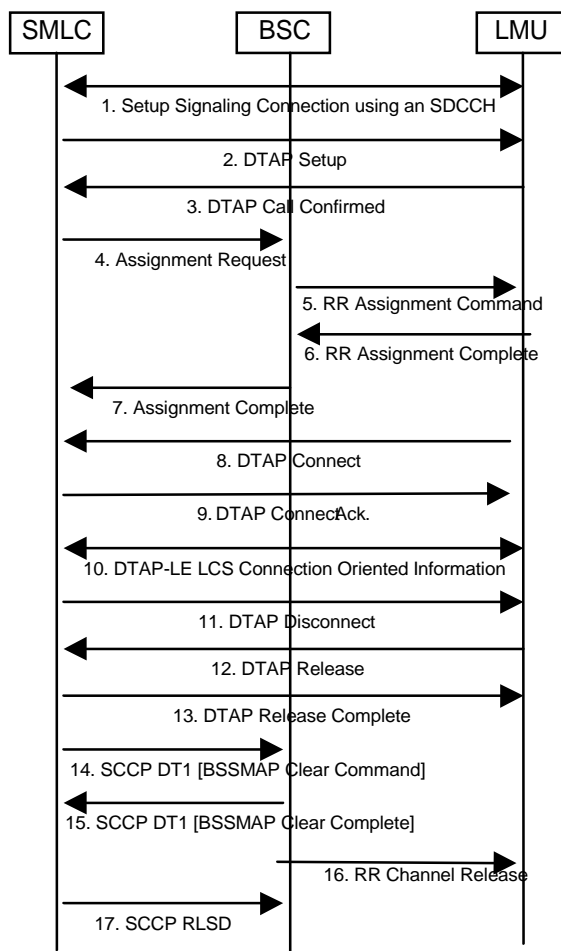 SMLC
BSC
LMU
1. Setup Signaling Connection using an SDCCH
2. DTAP Setup
3. DTAP Call Confirmed
4. Assignment Request
5. RR Assignment Command
6. RR Assignment Complete
7. Assignment Complete
8. DTAP Connect
9. DTAP Connect Ack.
10. DTAP-LE LCS Connection Oriented Information
11. DTAP Disconnect
12. DTAP Release
13. DTAP Release Complete
14. SCCP DT1 [BSSMAP Clear Command]
15. SCCP DT1 [BSSMAP Clear Complete]
16. RR Channel Release
17. SCCP RLSD